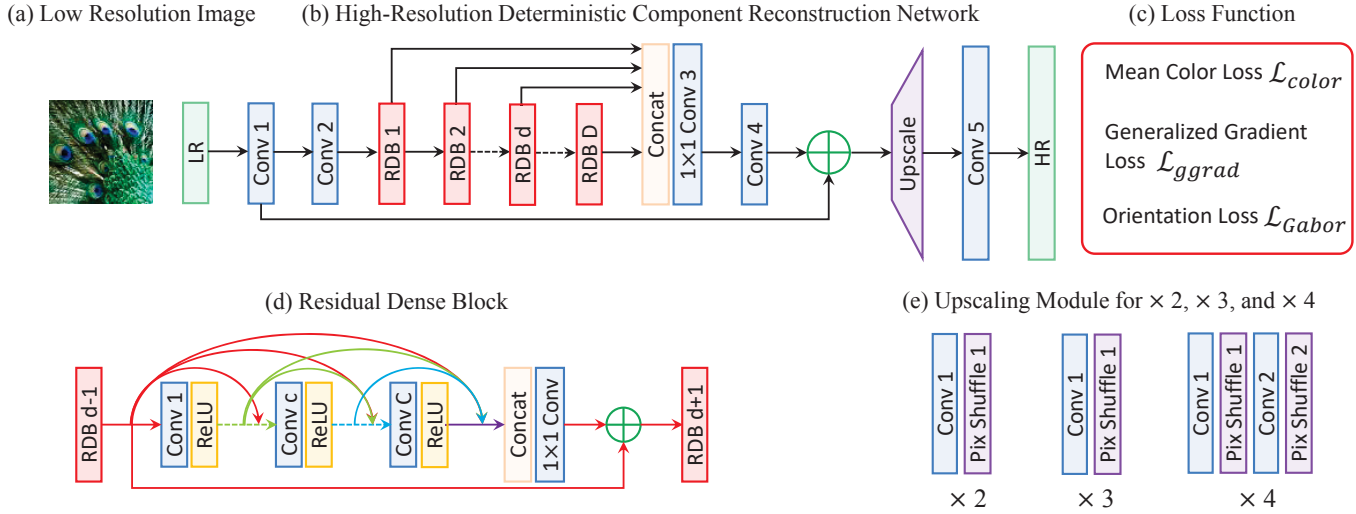 (a) Low Resolution Image
(b) High-Resolution Deterministic Component Reconstruction Network
(c) Loss Function
LR
Conv 1
Conv 2
RDB 1
RDB 2
RDB d
RDB D
Concat
1×1 Conv 3
Conv 4
Upscale
Conv 5
HR
Mean Color Loss ℒcolor
Generalized Gradient
Loss ℒggrad
Orientation Loss ℒGabor
(d) Residual Dense Block
RDB d-1
Conv 1
ReLU
Conv c
ReLU
Conv C
ReLU
Concat
1×1 Conv
RDB d+1
(e) Upscaling Module for × 2, × 3, and × 4
Conv 1
Pix Shuffle 1
× 2
Conv 1
Pix Shuffle 1
× 3
Conv 1
Pix Shuffle 1
Conv 2
Pix Shuffle 2
× 4